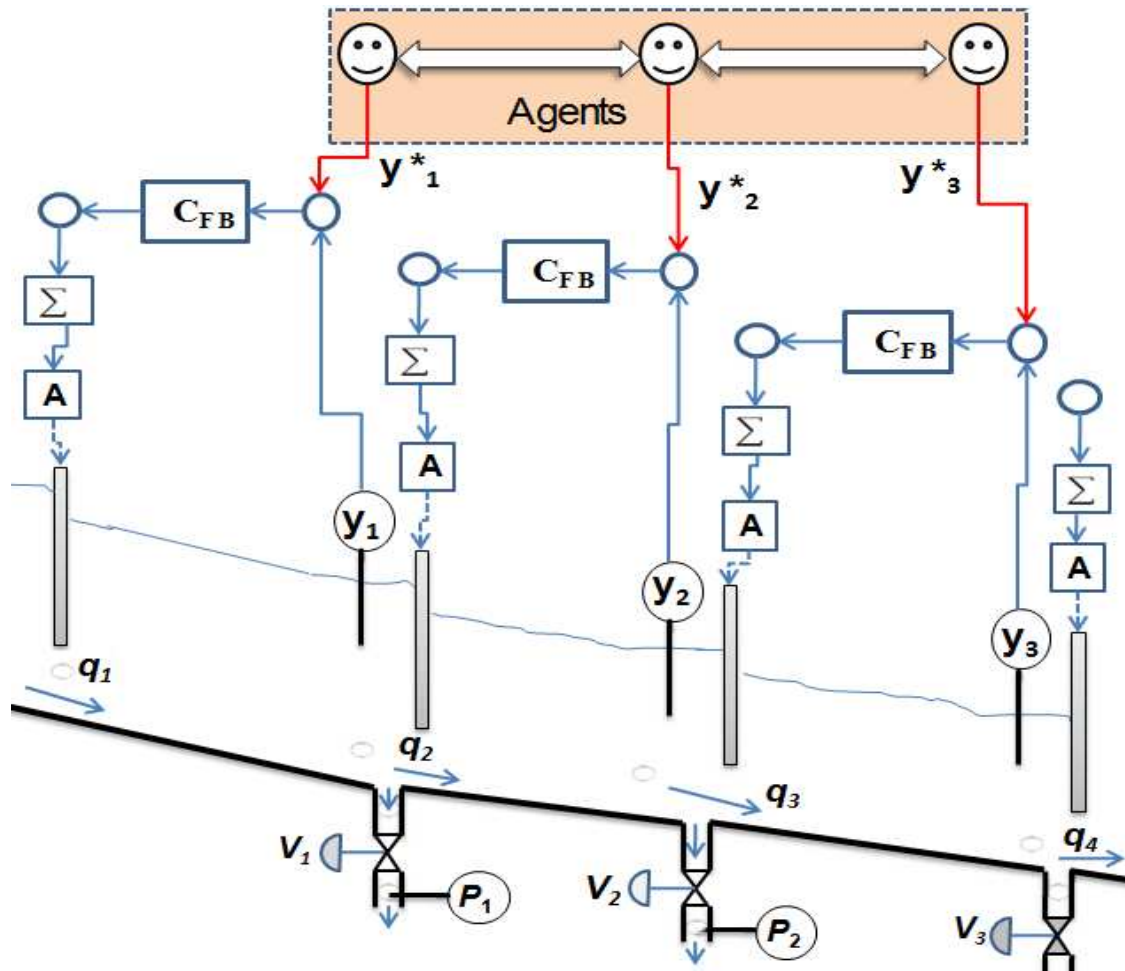 Agents
y*1
y*2
y*3
CFB
CFB
CFB
Σ
Σ
Σ
Σ
A
A
A
A
y1
y2
y3
q1
q2
q3
q4
V1
V2
V3
P1
P2